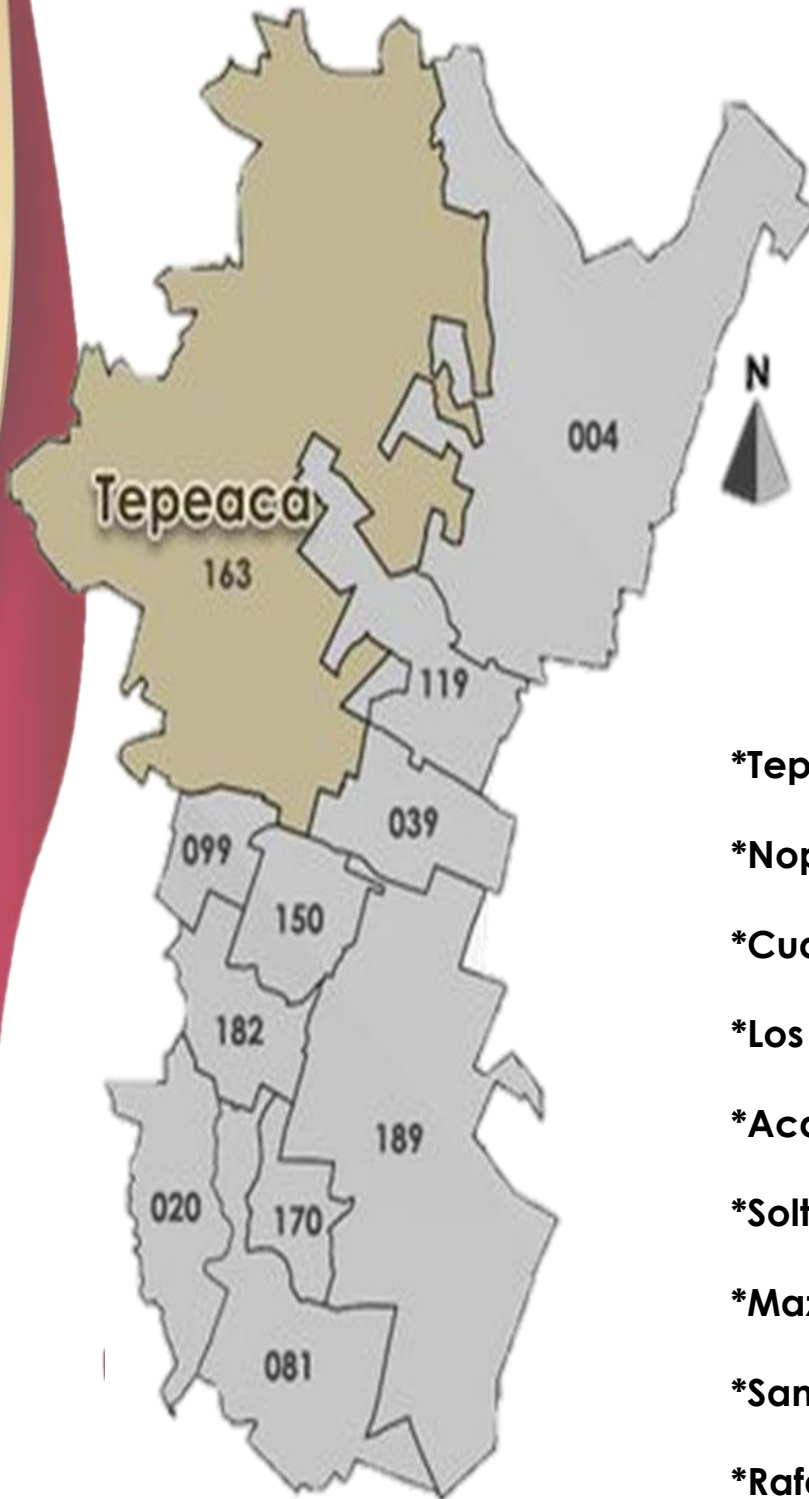 N
004
Tepeaca
163
119
*Tep
039
099
*Nop
150
*Cua
182
*Los
189
*Aca
020
170
*Solt
*Maz
081
*San
*Rafa